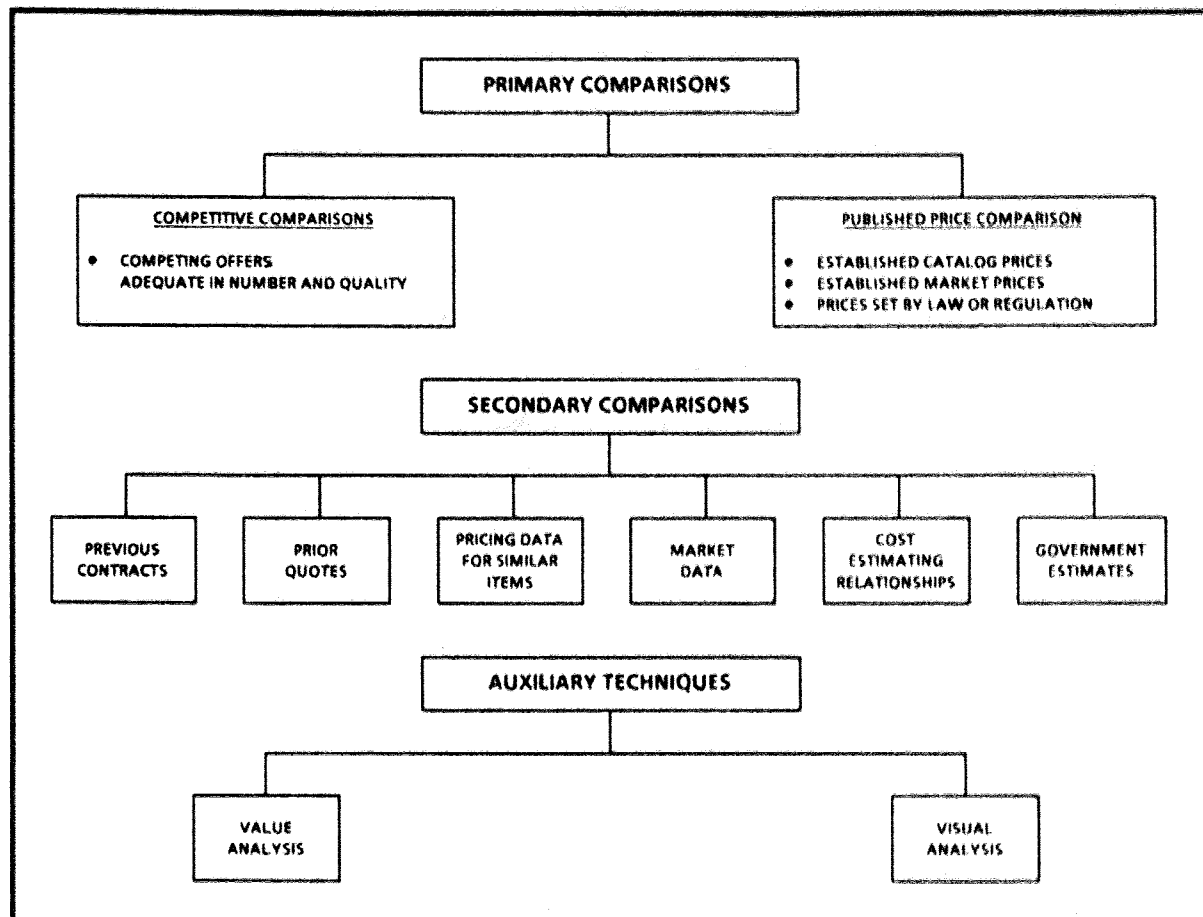 PRIMARY COMPARISONS
COMPETITIVE COMPARISONS
• COMPETING OFFERS
ADEQUATE IN NUMBER AND QUALITY
PUBLISHED PRICE COMPARISON
• ESTABLISHED CATALOG PRICES
• ESTABLISHED MARKET PRICES
• PRICES SET BY LAW OR REGULATION
SECONDARY COMPARISONS
PREVIOUS
CONTRACTS
PRIOR
QUOTES
PRICING DATA
FOR SIMILAR
ITEMS
MARKET
DATA
COST
ESTIMATING
RELATIONSHIPS
GOVERNMENT
ESTIMATES
AUXILIARY TECHNIQUES
VALUE
ANALYSIS
VISUAL
ANALYSIS